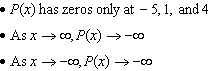 • P(x) has zeros only at − 5, 1, and 4
• As x → ∞, P(x) → −∞
• As x → −∞, P(x) → −∞